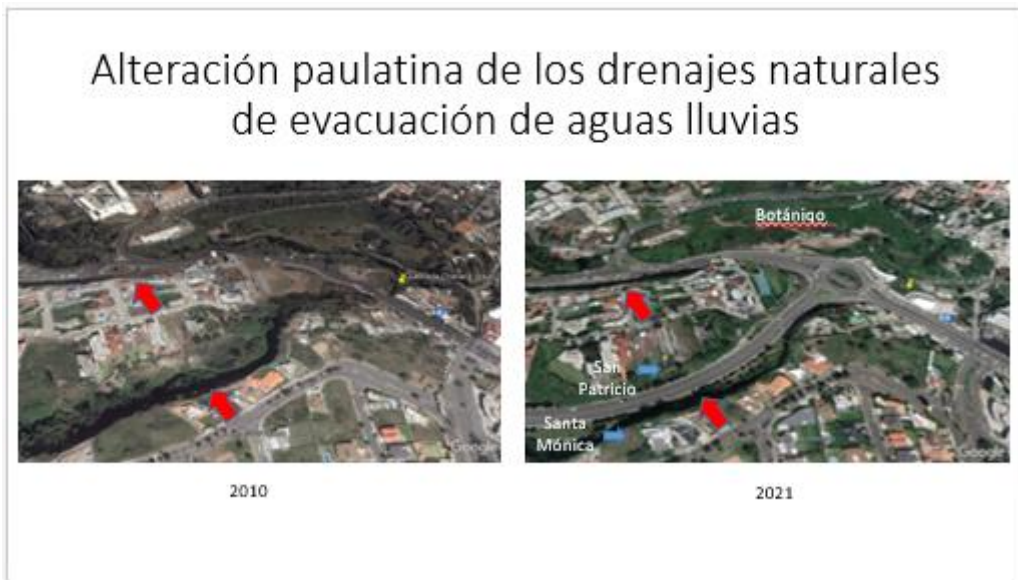 Alteración paulatina de los drenajes naturales
de evacuación de aguas lluvias
Google
Botánigo
San
Patricio
Santa
Mónica
Google
2010
2021